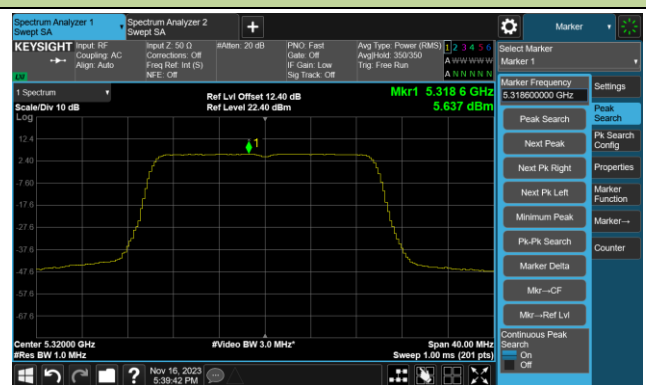 Spectrum Analyzer 1
Swept SA
Spectrum Analyzer 2
Swept SA
Marker
KEYSIGHT
Input: RF
Coupling: AC
Align: Auto
Input Z: 50 Ω
Corrections: Off
Freq Ref: Int (S)
NFE: Off
#Atten: 20 dB
PNO: Fast
Gate: Off
IF Gain: Low
Sig Track: Off
Avg Type: Power (RMS)
Avg|Hold: 350/350
Trig: Free Run
1 2 3 4 5 6
A W W W W W
A N N N N N
LW
Select Marker
Marker 1
1 Spectrum
Scale/Div 10 dB
Log
Ref Lvl Offset 12.40 dB
Ref Level 22.40 dBm
Mkr1 5.318 6 GHz
5.637 dBm
12.4
2.40
-7.60
-17.6
-27.6
-37.6
-47.6
-57.6
-67.6
1
Center 5.32000 GHz
#Res BW 1.0 MHz
#Video BW 3.0 MHz*
Span 40.00 MHz
Sweep 1.00 ms (201 pts)
Marker Frequency
5.318600000 GHz
Peak Search
Next Peak
Next Pk Right
Next Pk Left
Minimum Peak
Pk-Pk Search
Marker Delta
Mkr→CF
Mkr→Ref Lvl
Continuous Peak
Search
On
Off
Settings
Peak
Search
Pk Search
Config
Properties
Marker
Function
Marker→
Counter
?
Nov 16, 2023
5:39:42 PM